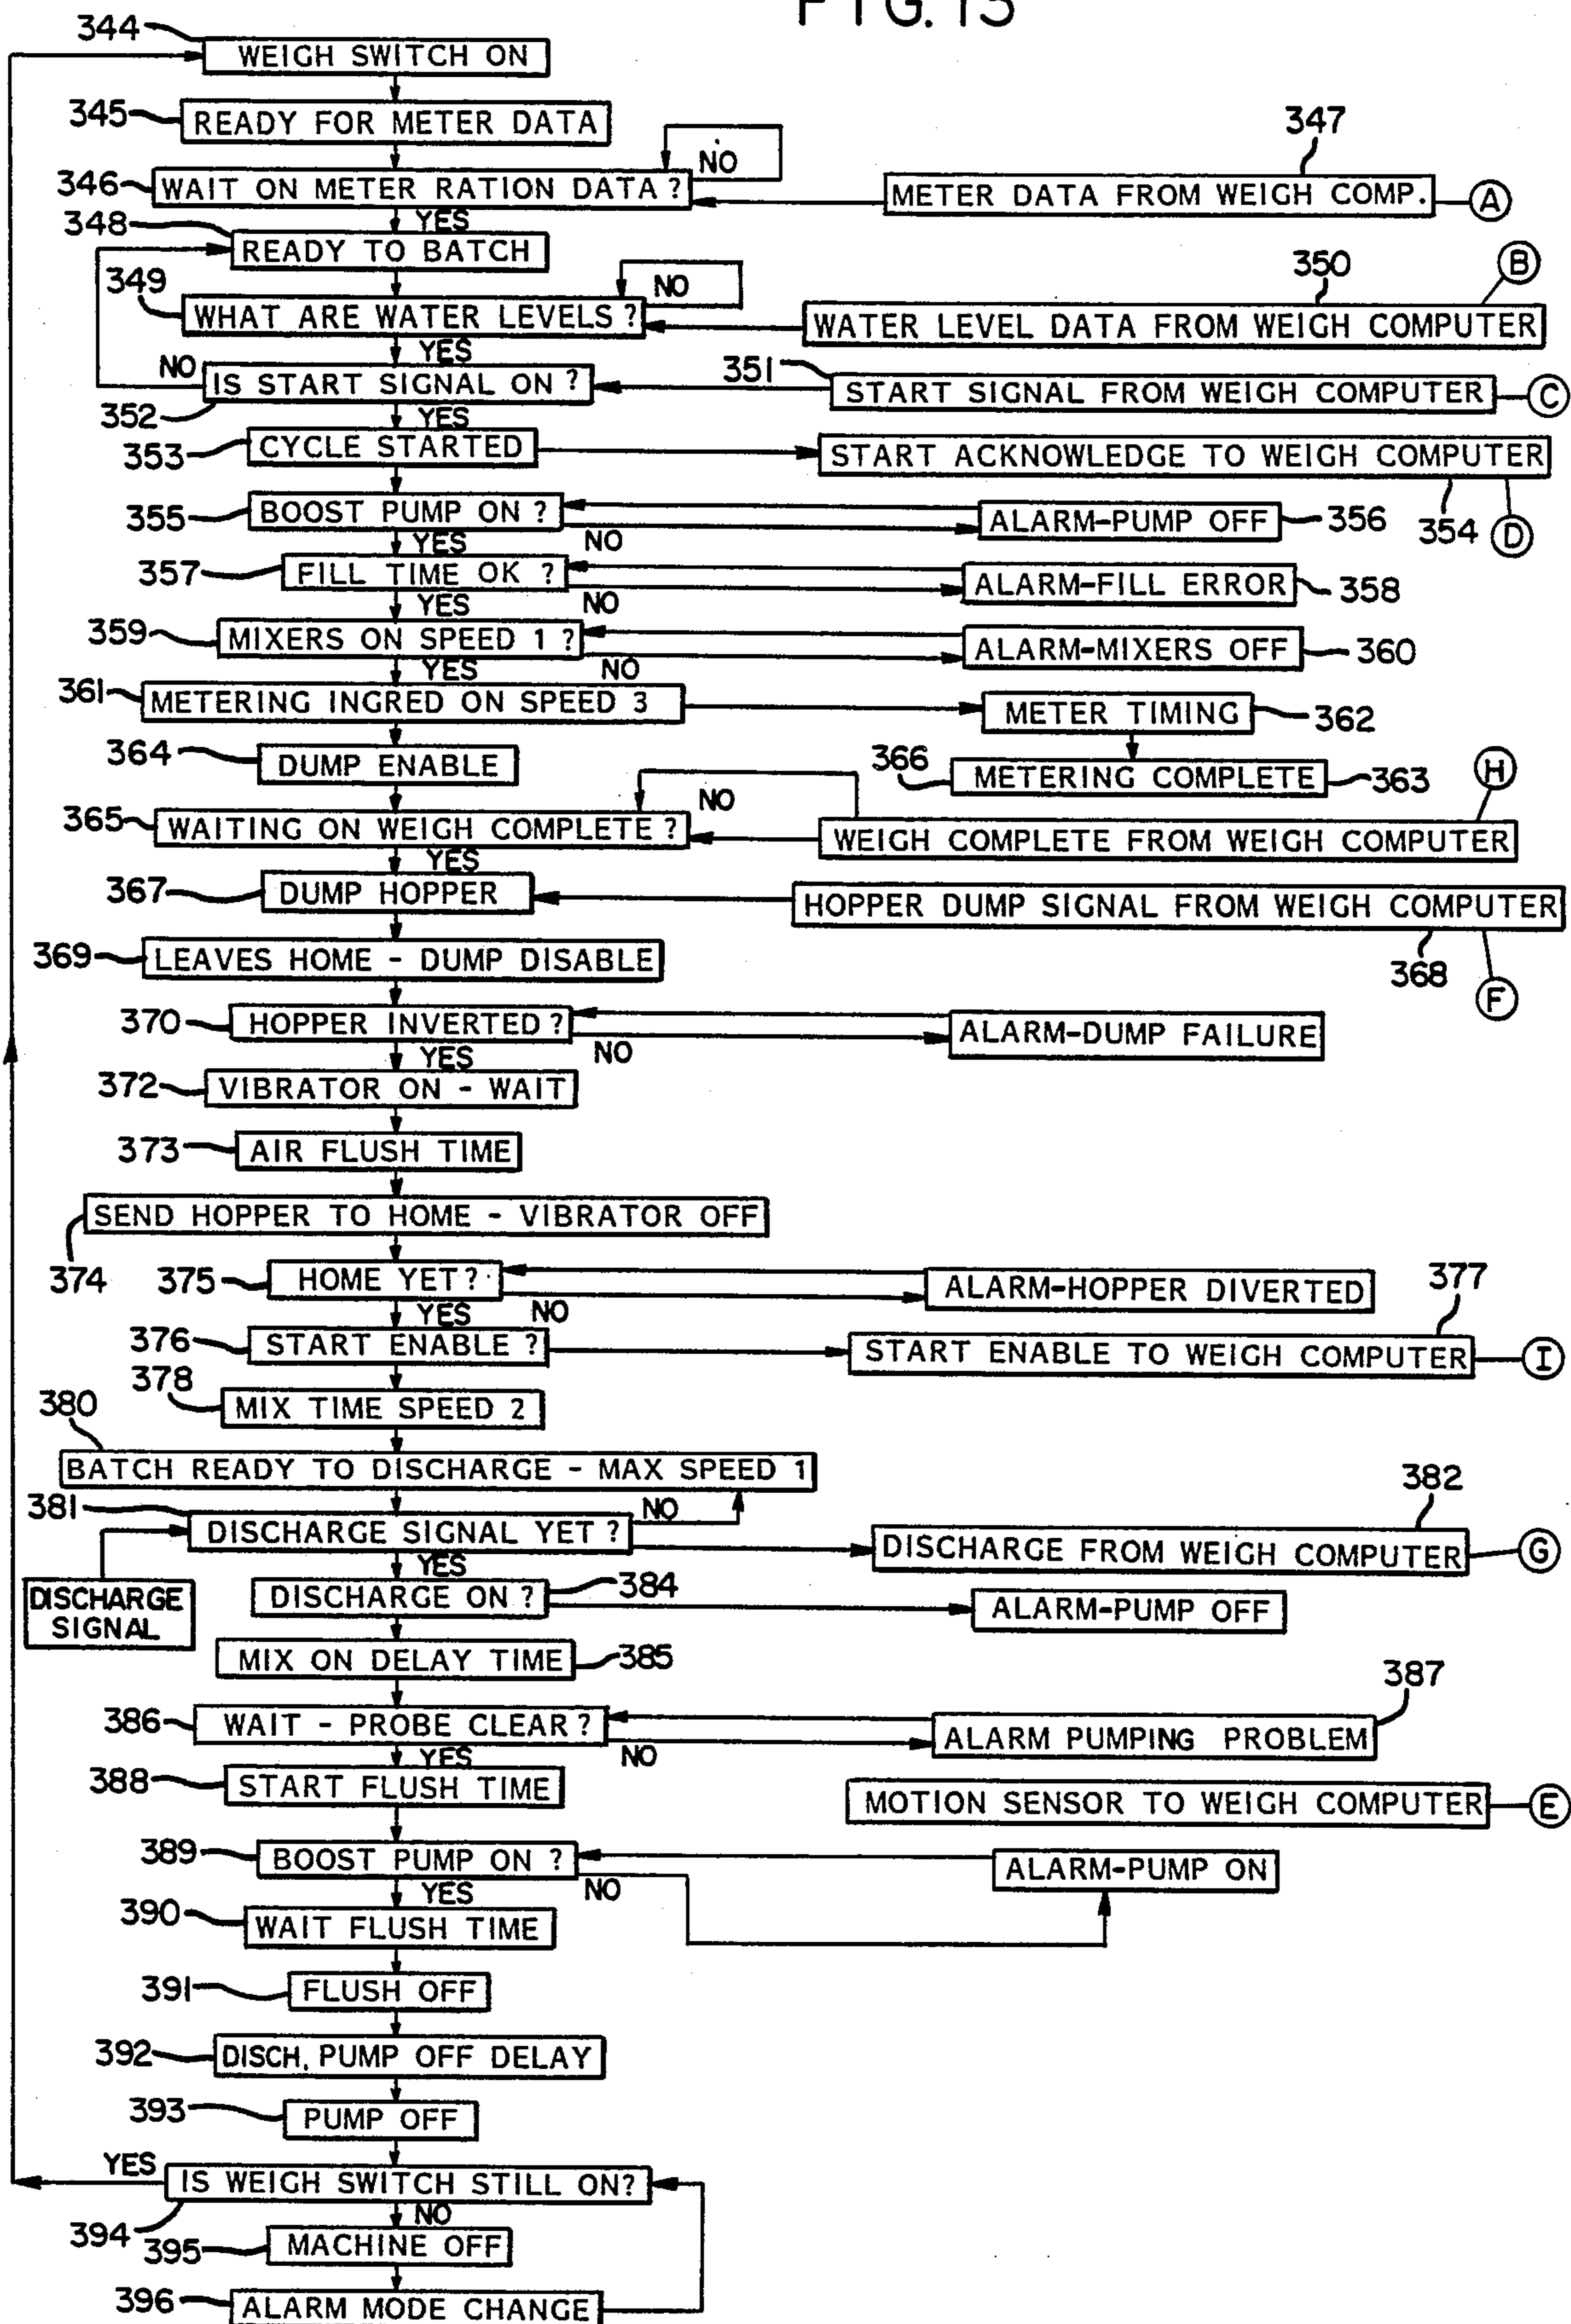 FIG. 13
344
WEIGH SWITCH ON
345
READY FOR METER DATA
347
NO
346
WAIT ON METER RATION DATA ?
METER DATA FROM WEIGH COMP.
A
YES
348
READY TO BATCH
B
350
349
NO
WHAT ARE WATER LEVELS ?
WATER LEVEL DATA FROM WEIGH COMPUTER
YES
NO
IS START SIGNAL ON ?
351
START SIGNAL FROM WEIGH COMPUTER
C
352
YES
353
CYCLE STARTED
START ACKNOWLEDGE TO WEIGH COMPUTER
355
BOOST PUMP ON ?
ALARM-PUMP OFF
356
354
D
YES
NO
357
FILL TIME OK ?
ALARM-FILL ERROR
358
YES
NO
359
MIXERS ON SPEED 1 ?
ALARM-MIXERS OFF
360
YES
NO
361
METERING INGRED ON SPEED 3
METER TIMING
362
364
DUMP ENABLE
366
METERING COMPLETE
363
H
NO
365
WAITING ON WEIGH COMPLETE ?
WEIGH COMPLETE FROM WEIGH COMPUTER
YES
367
DUMP HOPPER
HOPPER DUMP SIGNAL FROM WEIGH COMPUTER
369
LEAVES HOME - DUMP DISABLE
368
F
370
HOPPER INVERTED ?
ALARM-DUMP FAILURE
YES
NO
372
VIBRATOR ON - WAIT
373
AIR FLUSH TIME
SEND HOPPER TO HOME - VIBRATOR OFF
374
375
HOME YET ?
ALARM-HOPPER DIVERTED
377
YES
NO
376
START ENABLE ?
START ENABLE TO WEIGH COMPUTER
I
378
MIX TIME SPEED 2
380
BATCH READY TO DISCHARGE - MAX SPEED 1
382
381
NO
DISCHARGE SIGNAL YET ?
DISCHARGE FROM WEIGH COMPUTER
G
YES
DISCHARGE
SIGNAL
DISCHARGE ON ?
384
ALARM-PUMP OFF
MIX ON DELAY TIME
385
387
386
WAIT - PROBE CLEAR ?
ALARM PUMPING PROBLEM
YES
NO
388
START FLUSH TIME
MOTION SENSOR TO WEIGH COMPUTER
E
389
BOOST PUMP ON ?
ALARM-PUMP ON
YES
NO
390
WAIT FLUSH TIME
391
FLUSH OFF
392
DISCH. PUMP OFF DELAY
393
PUMP OFF
YES
IS WEIGH SWITCH STILL ON?
394
NO
395
MACHINE OFF
396
ALARM MODE CHANGE